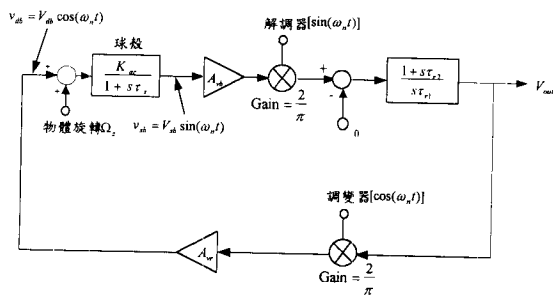 v_db = V_db cos(ω_n t)
解調器[sin(ω_n t)]
球殼
K_ac / (1 + sτ_s)
A_vb
Gain = 2/π
+
-
0
(1 + sτ_r2) / (sτ_r1)
V_out
+
+
物體旋轉Ω_z
v_sb = V_sb sin(ω_n t)
調變器[cos(ω_n t)]
A_vr
Gain = 2/π